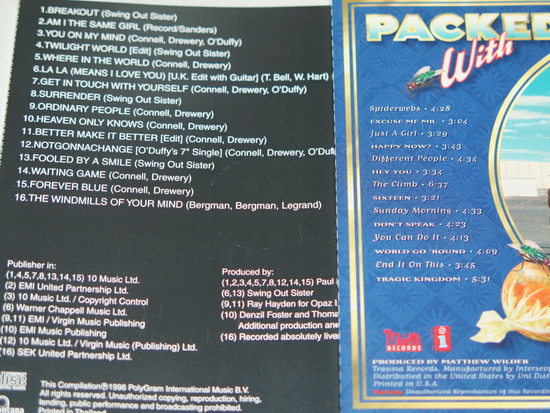 1.BREAKOUT (Swing Out Sister)
2.AM I THE SAME GIRL (Record/Sanders)
3.YOU ON MY MIND (Connell, Drewery, O'Duffy)
4.TWILIGHT WORLD [Edit] (Swing Out Sister)
5.WHERE IN THE WORLD (Connell, Drewery)
6.LA LA (MEANS I LOVE YOU) [U.K. Edit with Guitar] (T. Bell, W. Hart)
7.GET IN TOUCH WITH YOURSELF (Connell, Drewery, O'Duffy)
8.SURRENDER (Swing Out Sister)
9.ORDINARY PEOPLE (Connell, Drewery)
10.HEAVEN ONLY KNOWS (Connell, Drewery)
11.BETTER MAKE IT BETTER [Edit] (Connell, Drewery)
12.NOTGONNACHANGE [O'Duffy's 7" Single] (Connell, Drewery, O'Duf
13.FOOLED BY A SMILE (Swing Out Sister)
14.WAITING GAME (Connell, Drewery)
15.FOREVER BLUE (Connell, Drewery)
16.THE WINDMILLS OF YOUR MIND (Bergman, Bergman, Legrand)
Publisher in:
(1,4,5,7,8,13,14,15) 10 Music Ltd.
(2) EMI United Partnership Ltd.
(3) 10 Music Ltd. / Copyright Control
(6) Warner Chappell Music Ltd.
(9,11) EMI / Virgin Music Publishing
(10) EMI Music Publishing
(12) 10 Music Ltd. / Virgin Music (Publishing) Ltd.
(16) SEK United Partnership Ltd.
Produced by:
(1,2,3,4,5,7,8,12,14,15) Paul
(6,13) Swing Out Sister
(9,11) Ray Hayden for Opaz
(10) Denzil Foster and Thoma
Additional production an
(16) Recorded absolutely live
This Compilation ℗ 1996 PolyGram International Music B.V.
All rights reserved. Unauthorized copying, reproduction, hiring,
lending, public performance and broadcasting prohibited.
Printed in Thailand
disc
PACKED
With
Spiderwebs • 4:28
EXCUSE ME MR. • 3:04
Just A Girl • 3:29
HAPPY NOW? • 3:43
Different People • 4:34
HEY YOU • 3:34
The Climb • 6:37
SIXTEEN • 3:21
Sunday Morning • 4:33
DON'T SPEAK • 4:23
You Can Do It • 4:13
WORLD GO 'ROUND • 4:09
End It On This • 3:45
TRAGIC KINGDOM • 5:31
RECORDS
PRODUCED BY MATTHEW WILDER
Trauma Records, Manufactured by Interscop
Distributed in the United States by Uni Dist
Printed in U.S.A.
Unauthorized Reproduction of this Recording